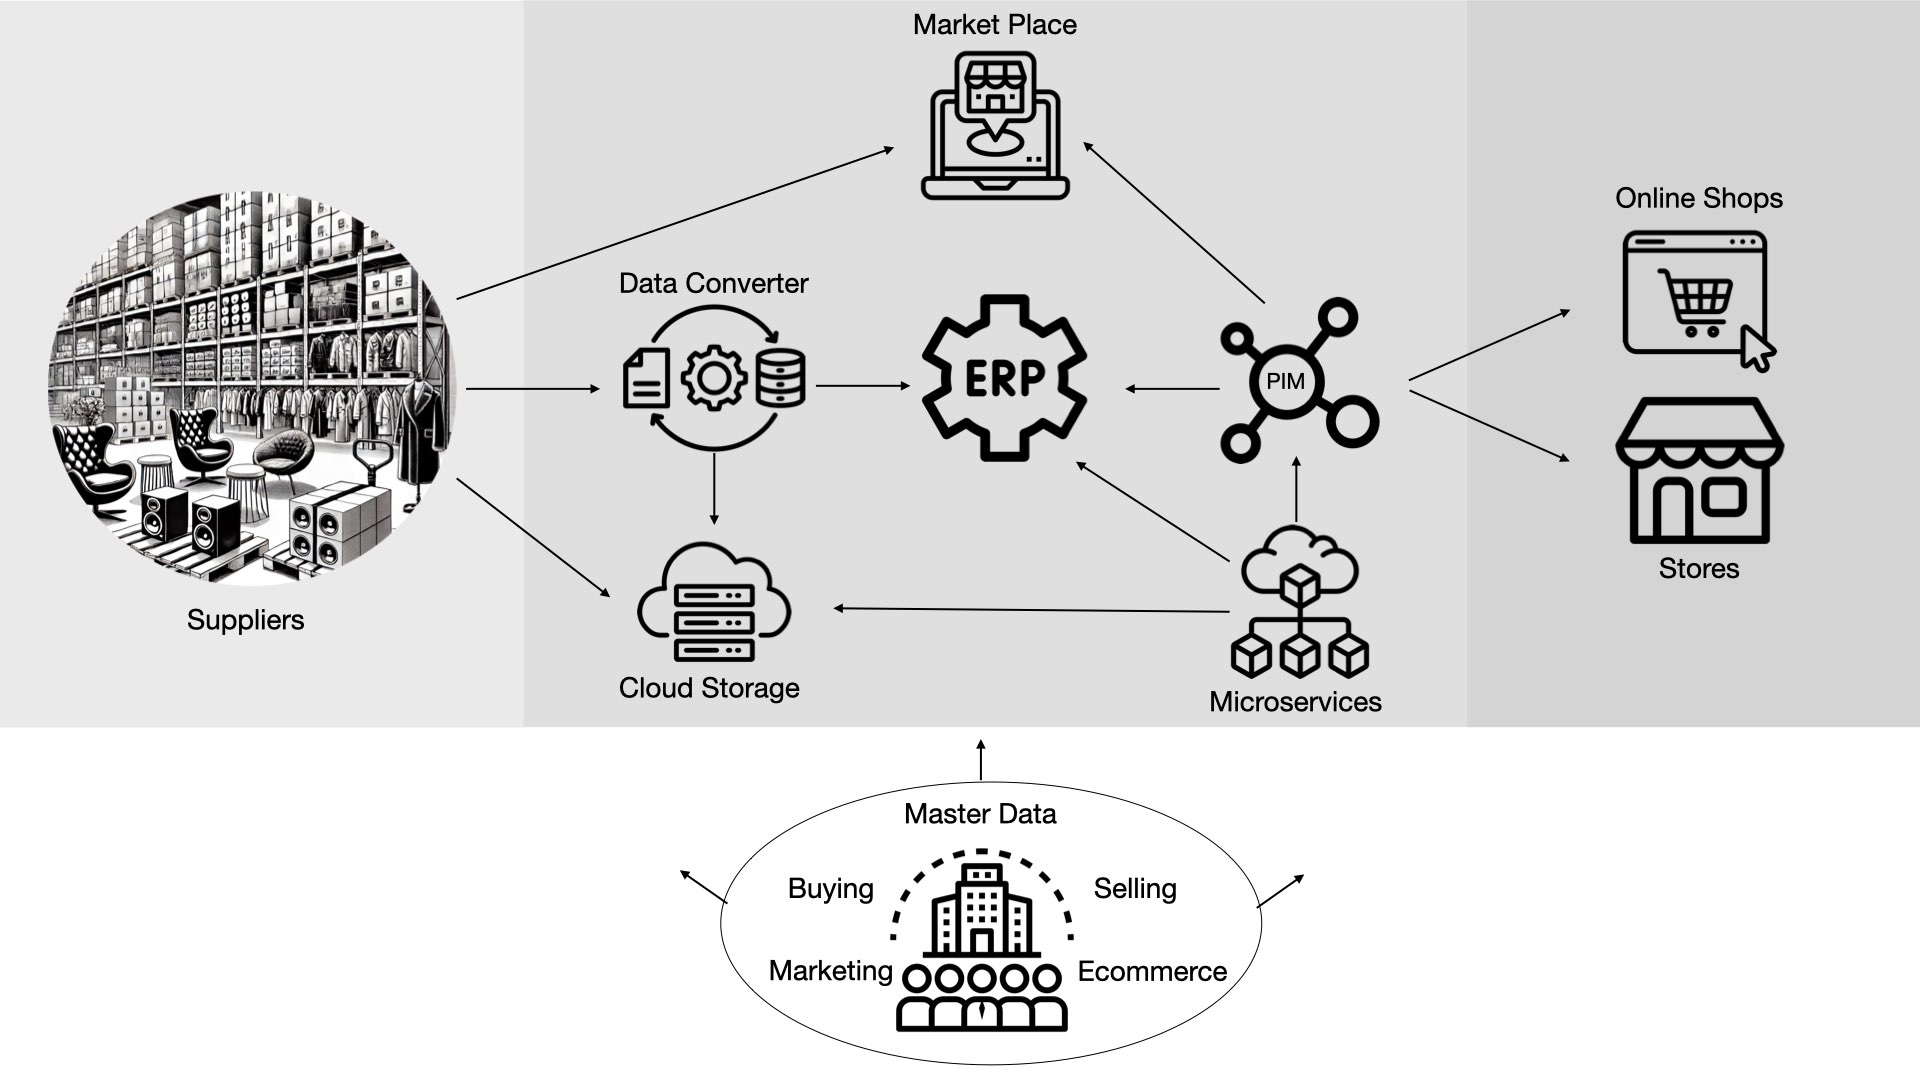 Market Place
Online Shops
Data Converter
ERP
PIM
Stores
Suppliers
Cloud Storage
Microservices
Master Data
Buying
Selling
Marketing
Ecommerce